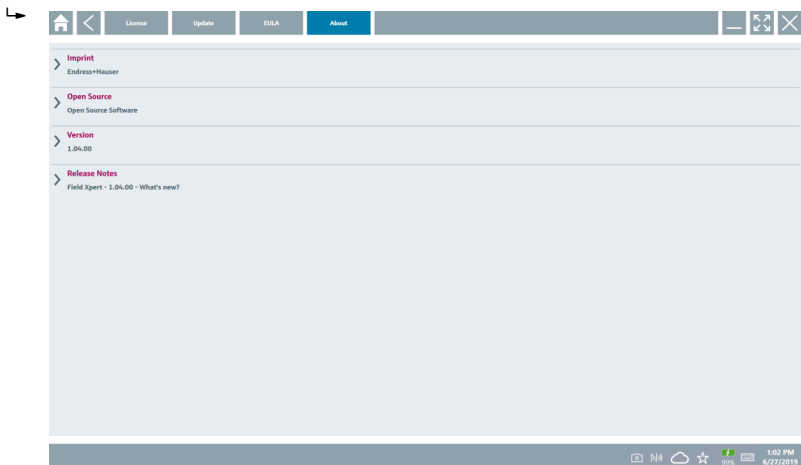 License Update EULA About
Imprint
Endress+Hauser
Open Source
Open Source Software
Version
1.04.00
Release Notes
Field Xpert - 1.04.00 - What's new?
99%
1:02 PM
6/27/2019